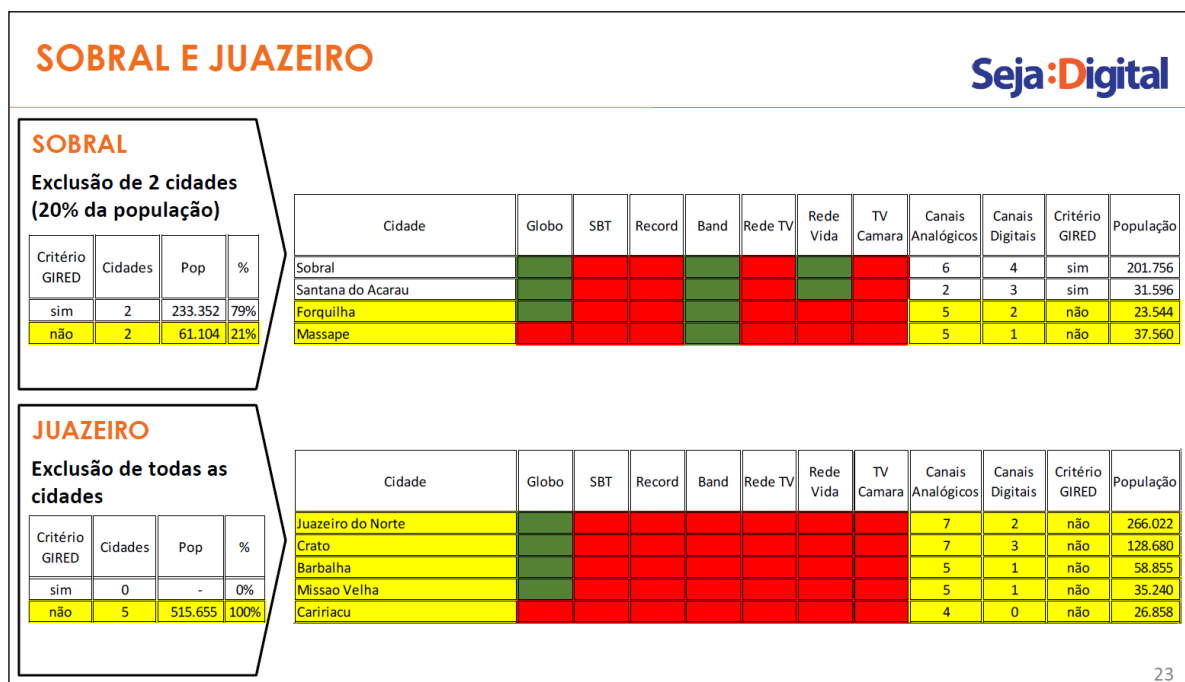 SOBRAL E JUAZEIRO
Seja:Digital
SOBRAL
Exclusão de 2 cidades
(20% da população)
Critério GIRED Cidades Pop %
sim 2 233.352 79%
não 2 61.104 21%
Cidade Globo SBT Record Band Rede TV Rede Vida TV Camara Canais Analógicos Canais Digitais Critério GIRED População
Sobral 6 4 sim 201.756
Santana do Acarau 2 3 sim 31.596
Forquilha 5 2 não 23.544
Massape 5 1 não 37.560
JUAZEIRO
Exclusão de todas as
cidades
Critério GIRED Cidades Pop %
sim 0 - 0%
não 5 515.655 100%
Cidade Globo SBT Record Band Rede TV Rede Vida TV Camara Canais Analógicos Canais Digitais Critério GIRED População
Juazeiro do Norte 7 2 não 266.022
Crato 7 3 não 128.680
Barbalha 5 1 não 58.855
Missao Velha 5 1 não 35.240
Caririacu 4 0 não 26.858
23